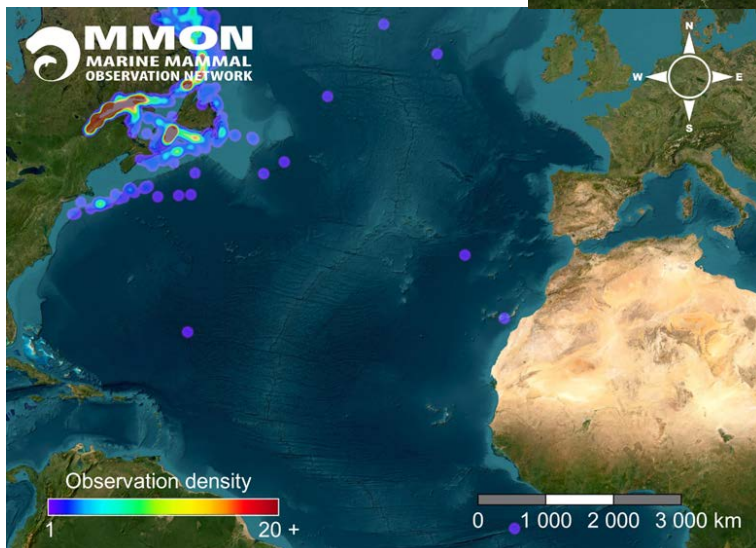 MMON
MARINE MAMMAL
OBSERVATION NETWORK
N
W E
S
Observation density
1 20 +
0 1 000 2 000 3 000 km